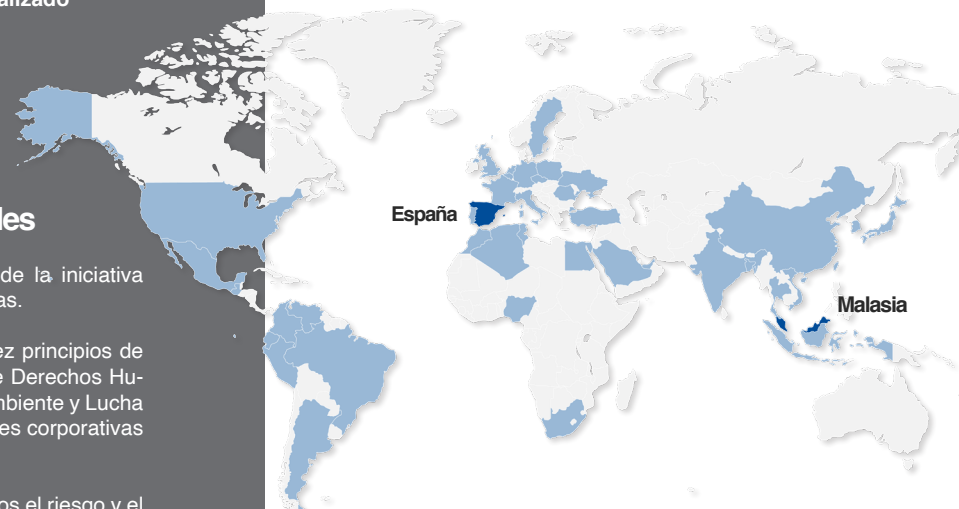 alizado
les
de la iniciativa
as.
ez principios de
e Derechos Hu-
mbiente y Lucha
es corporativas
os el riesgo y el
España
Malasia